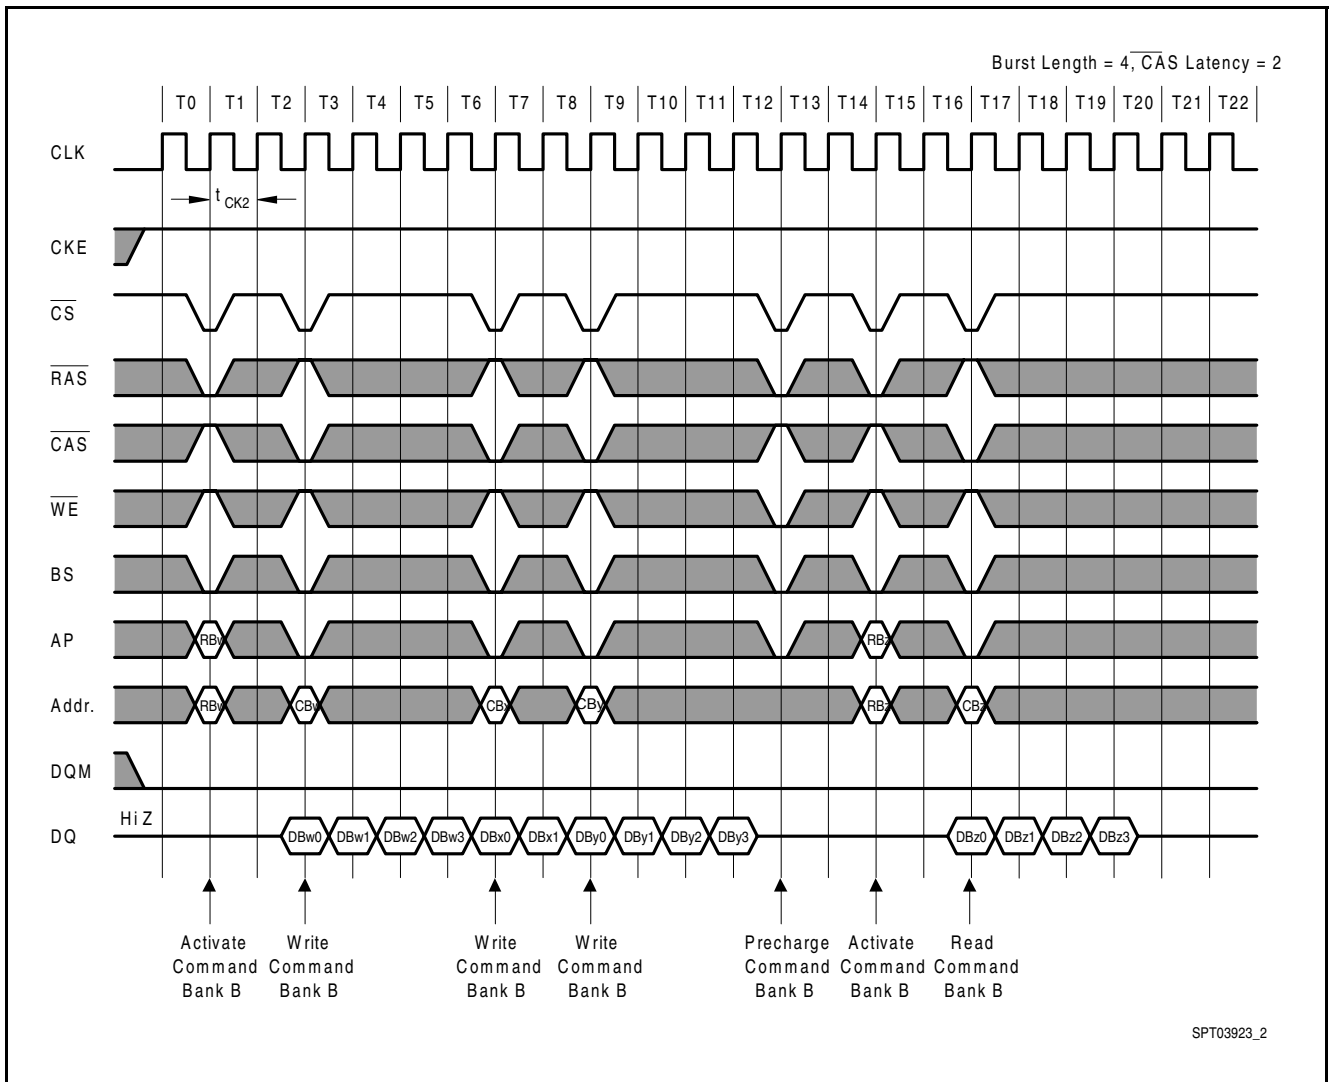 Burst Length = 4, CAS Latency = 2
T0 T1 T2 T3 T4 T5 T6 T7 T8 T9 T10 T11 T12 T13 T14 T15 T16 T17 T18 T19 T20 T21 T22
CLK
t CK2
CKE
CS
RAS
CAS
WE
BS
AP RBw RBz
Addr. RBw CBw CBx CBy RBz CBz
DQM
HiZ
DQ DBw0 DBw1 DBw2 DBw3 DBx0 DBx1 DBy0 DBy1 DBy2 DBy3 DBz0 DBz1 DBz2 DBz3
Activate Command Bank B
Write Command Bank B
Write Command Bank B
Write Command Bank B
Precharge Command Bank B
Activate Command Bank B
Read Command Bank B
SPT03923_2